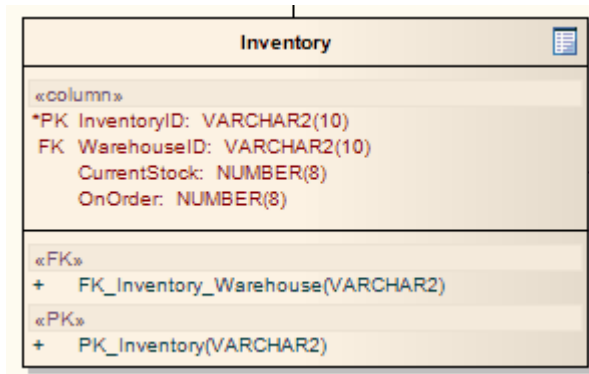 Inventory
«column»
*PK InventoryID: VARCHAR2(10)
FK WarehouseID: VARCHAR2(10)
CurrentStock: NUMBER(8)
OnOrder: NUMBER(8)
«FK»
+ FK_Inventory_Warehouse(VARCHAR2)
«PK»
+ PK_Inventory(VARCHAR2)